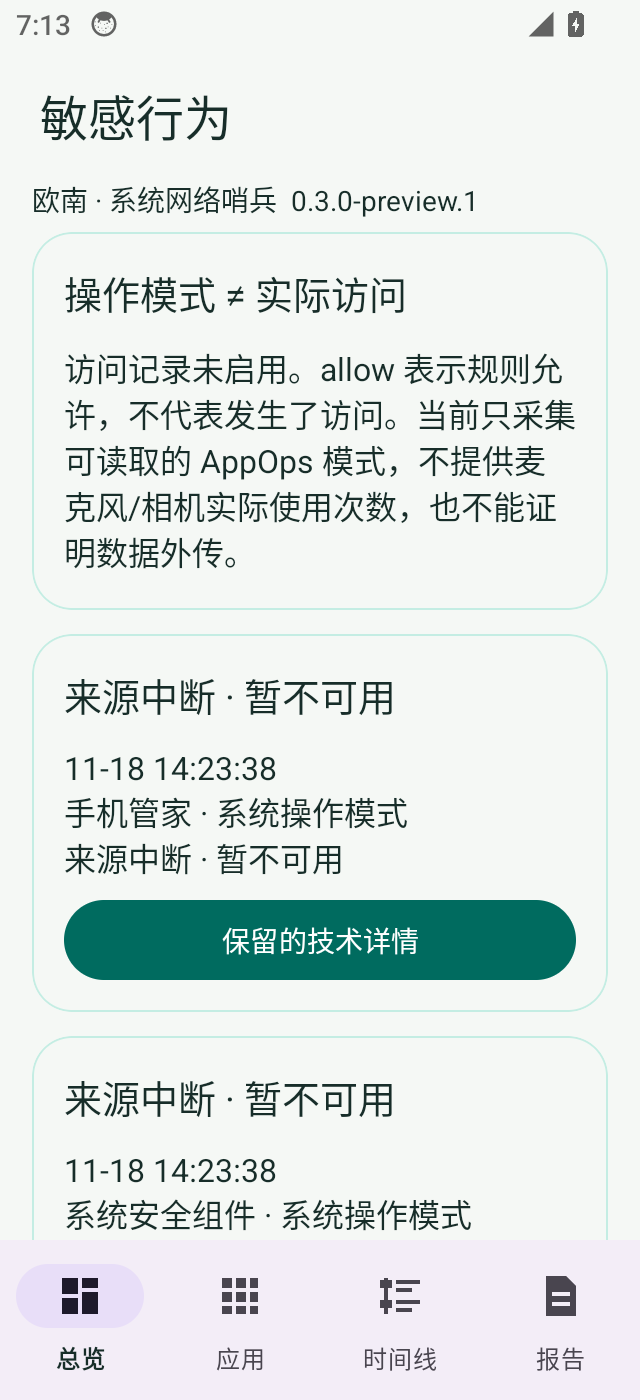 7:13
敏感行为
欧南 · 系统网络哨兵 0.3.0-preview.1
操作模式 ≠ 实际访问
访问记录未启用。allow 表示规则允
许，不代表发生了访问。当前只采集
可读取的 AppOps 模式，不提供麦
克风/相机实际使用次数，也不能证
明数据外传。
来源中断 · 暂不可用
11-18 14:23:38
手机管家 · 系统操作模式
来源中断 · 暂不可用
保留的技术详情
来源中断 · 暂不可用
11-18 14:23:38
系统安全组件 · 系统操作模式
总览
应用
时间线
报告